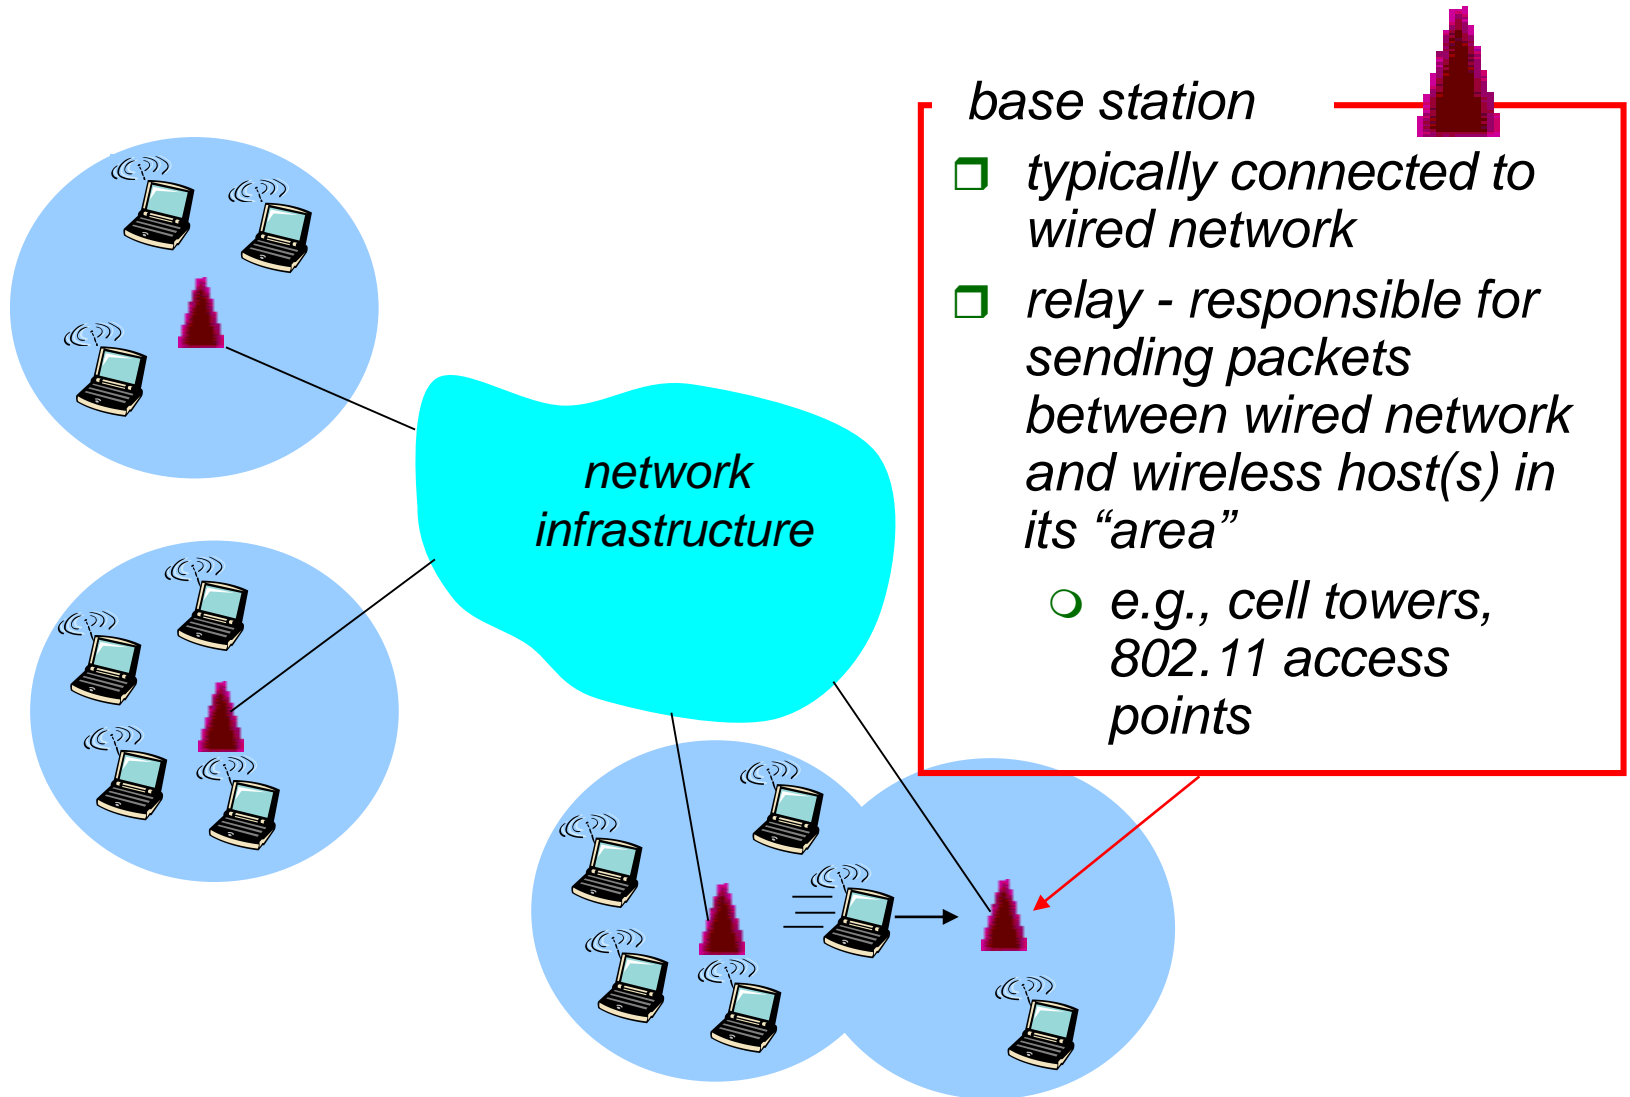 base station
typically connected to
wired network
relay - responsible for
sending packets
between wired network
and wireless host(s) in
its “area”
e.g., cell towers,
802.11 access
points
network
infrastructure